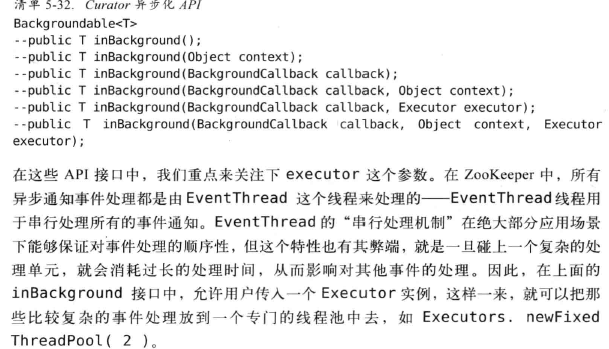 清单 5-32. Curator 异步化 API
Backgroundable<T>
--public T inBackground();
--public T inBackground(Object context);
--public T inBackground(BackgroundCallback callback);
--public T inBackground(BackgroundCallback callback, Object context);
--public T inBackground(BackgroundCallback callback, Executor executor);
--public T inBackground(BackgroundCallback callback, Object context, Executor
executor);
在这些 API 接口中，我们重点来关注下 executor 这个参数。在 ZooKeeper 中，所有
异步通知事件处理都是由 EventThread 这个线程来处理的——EventThread 线程用
于串行处理所有的事件通知。EventThread 的“串行处理机制”在绝大部分应用场景
下能够保证对事件处理的顺序性，但这个特性也有其弊端，就是一旦碰上一个复杂的处
理单元，就会消耗过长的处理时间，从而影响对其他事件的处理。因此，在上面的
inBackground 接口中，允许用户传入一个 Executor 实例，这样一来，就可以把那
些比较复杂的事件处理放到一个专门的线程池中去，如 Executors. newFixed
ThreadPool( 2 )。